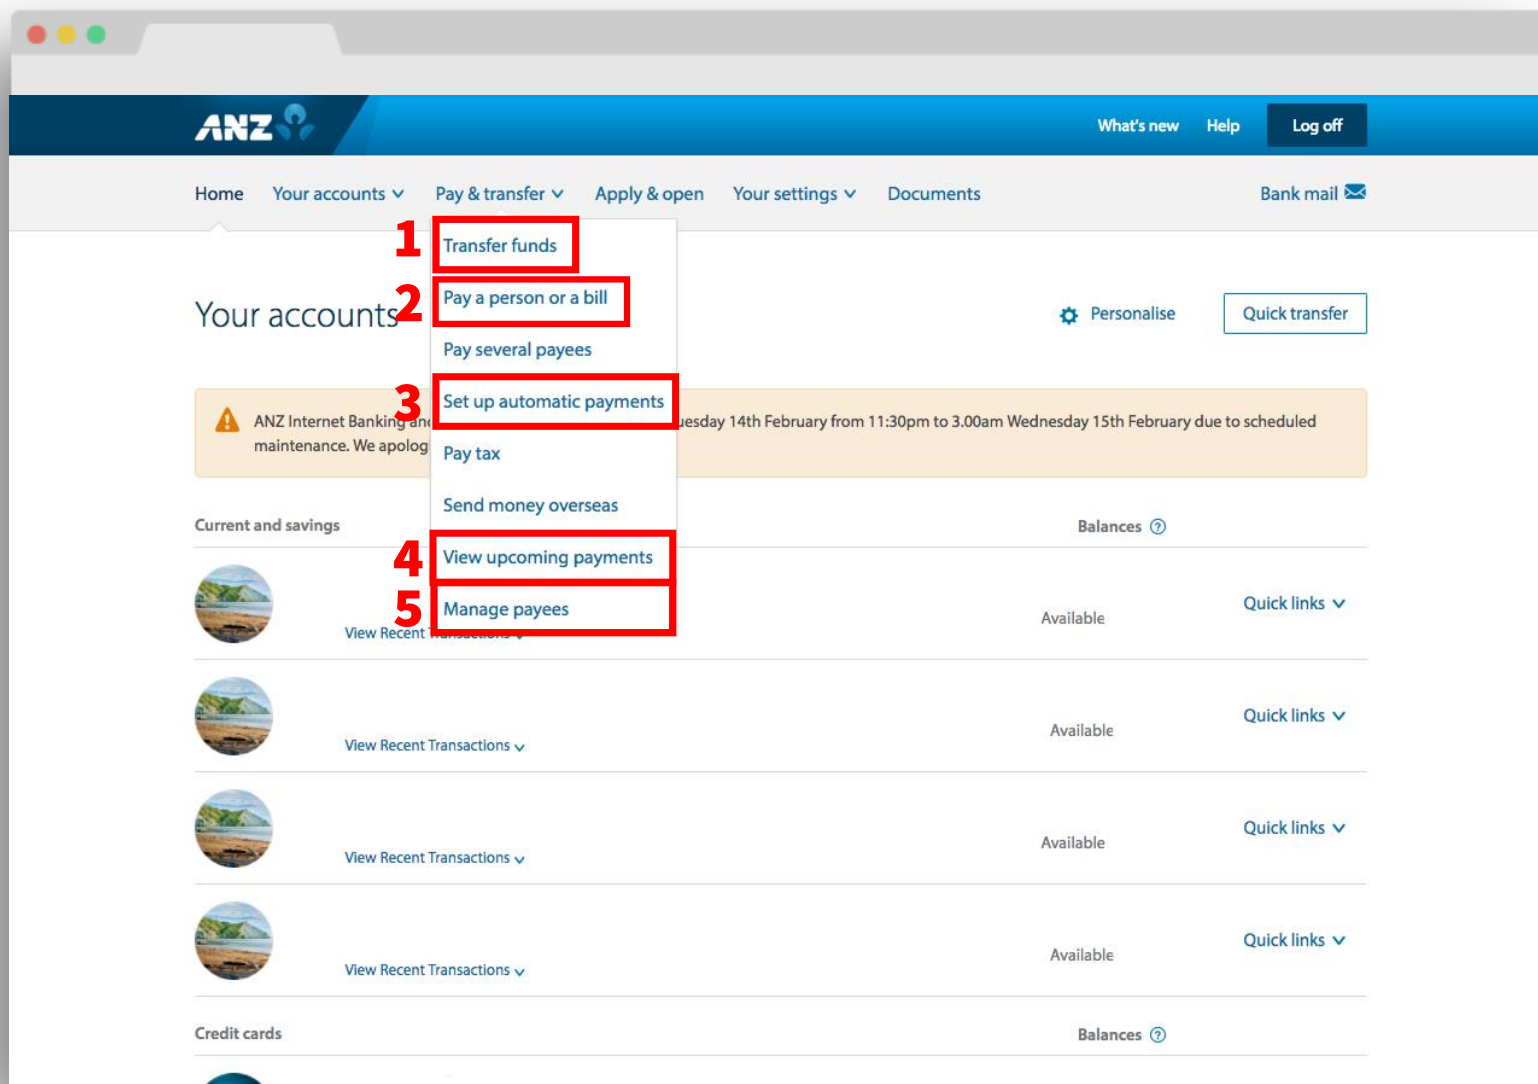 ANZ
What's new Help Log off
Home Your accounts Pay & transfer Apply & open Your settings Documents Bank mail
1 Transfer funds
2 Pay a person or a bill
Your accounts
Personalise Quick transfer
Pay several payees
3 Set up automatic payments
ANZ Internet Banking 14th February from 11:30pm to 3.00am Wednesday 15th February due to scheduled
maintenance. We
Pay tax
Send money overseas
Current and savings Balances ?
4 View upcoming payments
5 Manage payees
Quick links
Available
View Recent
Quick links
Available
View Recent Transactions
Quick links
Available
View Recent Transactions
Quick links
Available
View Recent Transactions
Credit cards Balances ?